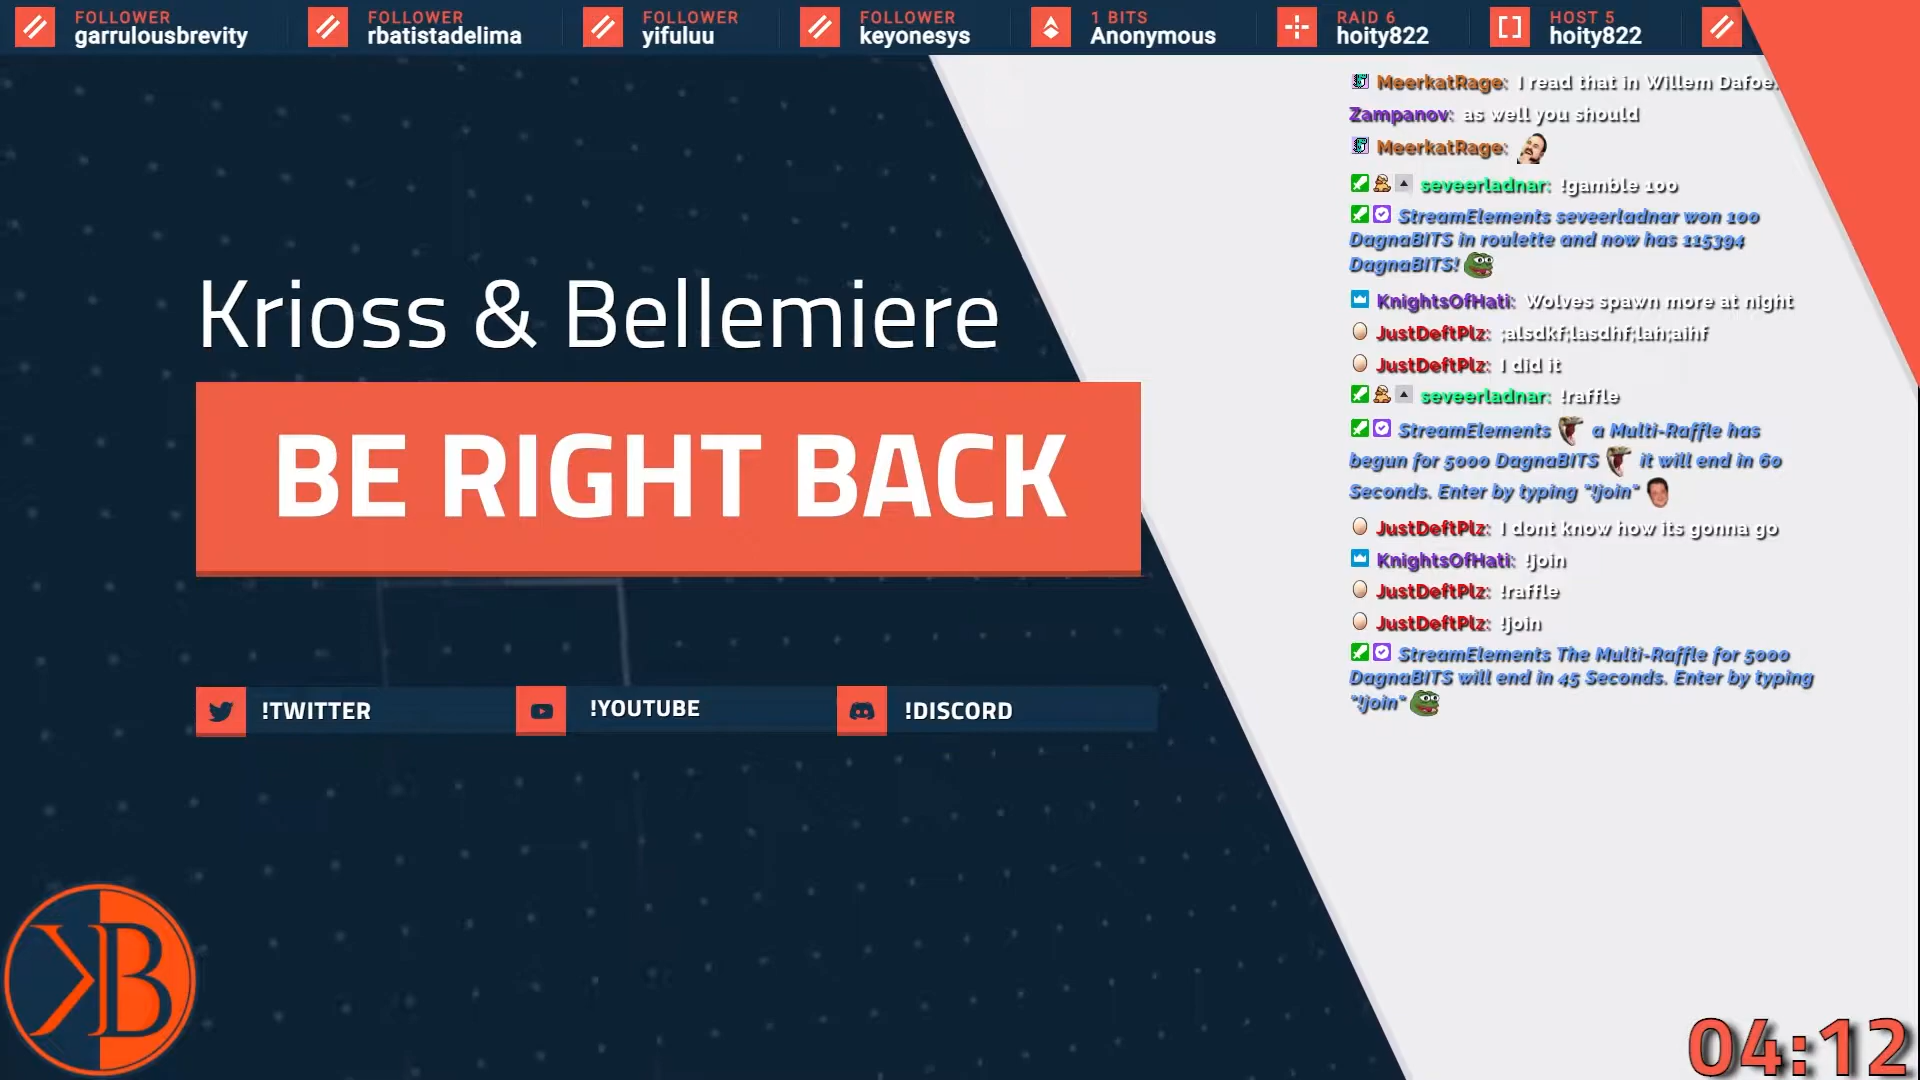 FOLLOWER
garrulousbrevity
FOLLOWER
rbatistadelima
FOLLOWER
yifuluu
FOLLOWER
keyonesys
1 BITS
Anonymous
RAID 6
hoity822
HOST 5
hoity822
MeerkatRage: I read that in Willem Dafoe.
Zampanov: as well you should
MeerkatRage:
seveerladnar: !gamble 100
StreamElements seveerladnar won 100
DagnaBITS in roulette and now has 115394
DagnaBITS!
KnightsOfHati: Wolves spawn more at night
JustDeftPlz: ;alsdkf;lasdhf;lah;aihf
JustDeftPlz: I did it
seveerladnar: !raffle
StreamElements a Multi-Raffle has
begun for 5000 DagnaBITS it will end in 60
Seconds. Enter by typing "!join"
JustDeftPlz: I dont know how its gonna go
KnightsOfHati: !join
JustDeftPlz: !raffle
JustDeftPlz: !join
StreamElements The Multi-Raffle for 5000
DagnaBITS will end in 45 Seconds. Enter by typing
"!join"
Krioss & Bellemiere
BE RIGHT BACK
!TWITTER
!YOUTUBE
!DISCORD
KB
04:12